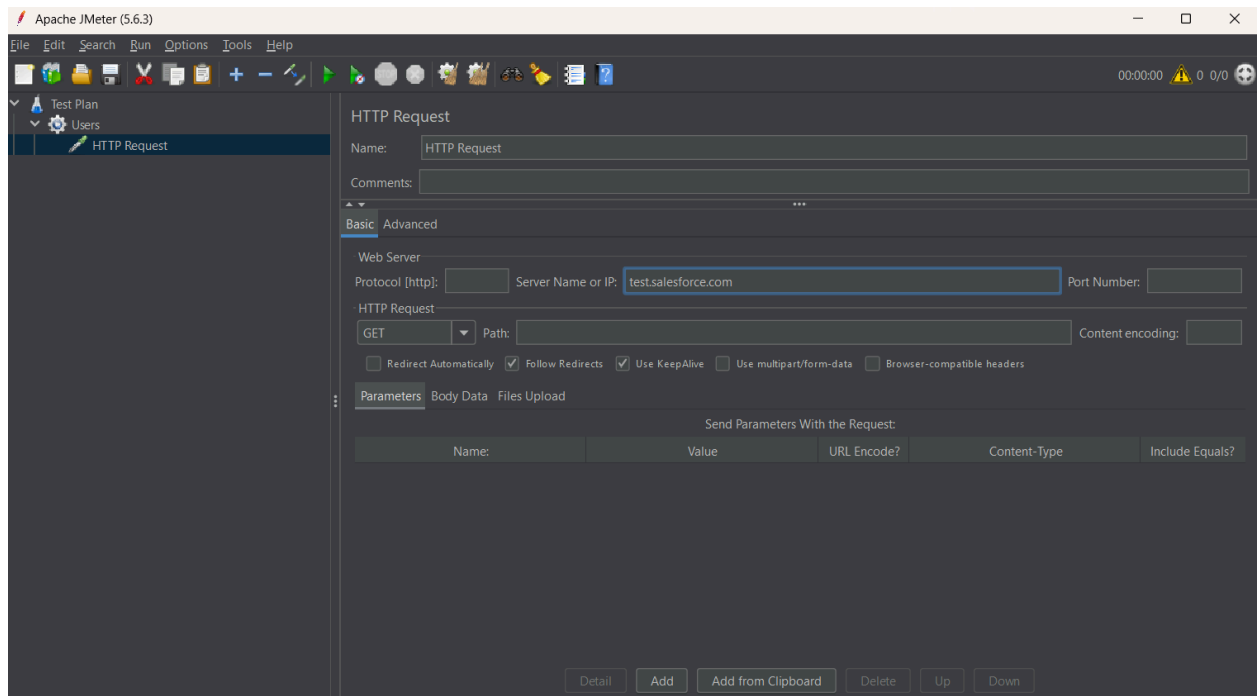 Apache JMeter (5.6.3)
File Edit Search Run Options Tools Help
STOP
00:00:00 0 0/0
Test Plan
Users
HTTP Request
HTTP Request
Name: HTTP Request
Comments:
Basic Advanced
Web Server
Protocol [http]: Server Name or IP: test.salesforce.com Port Number:
HTTP Request
GET Path: Content encoding:
Redirect Automatically Follow Redirects Use KeepAlive Use multipart/form-data Browser-compatible headers
Parameters Body Data Files Upload
Send Parameters With the Request:
Name: Value URL Encode? Content-Type Include Equals?
Detail Add Add from Clipboard Delete Up Down